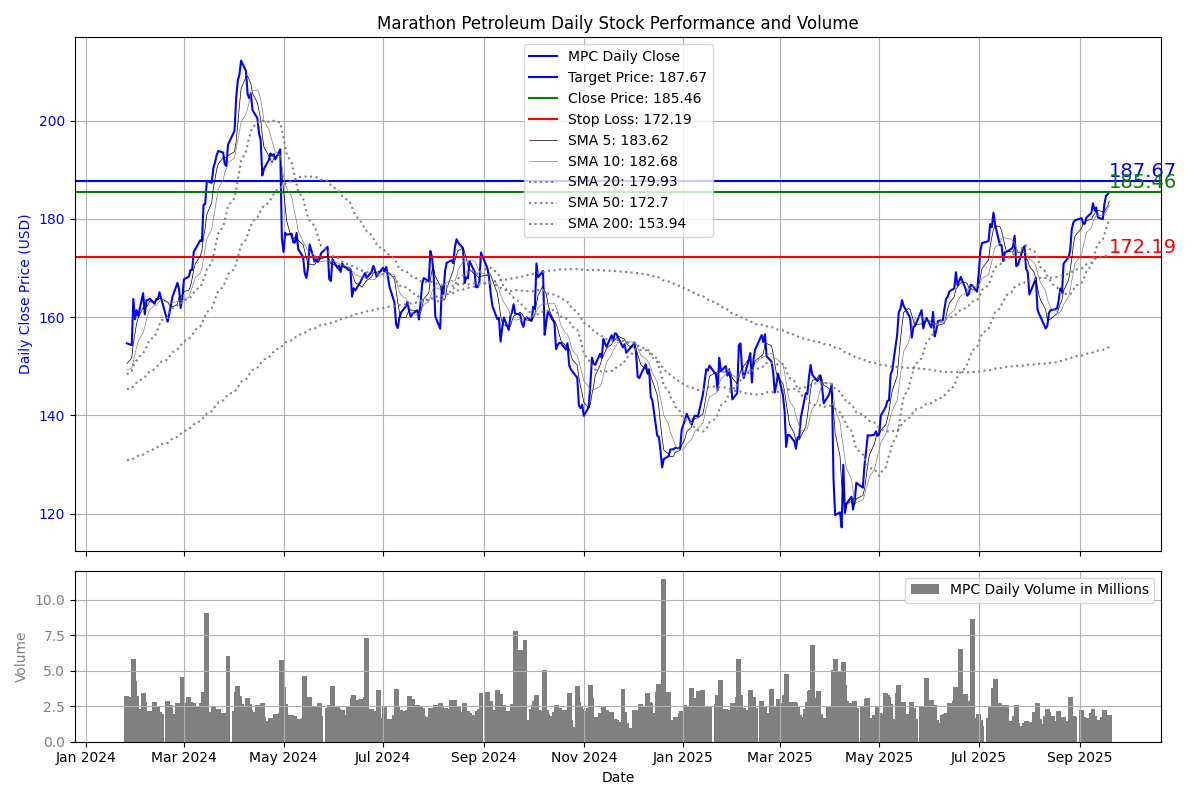 Marathon Petroleum Daily Stock Performance and Volume
MPC Daily Close
Target Price: 187.67
Close Price: 185.46
Stop Loss: 172.19
SMA 5: 183.62
SMA 10: 182.68
SMA 20: 179.93
SMA 50: 172.7
SMA 200: 153.94
187.67
185.46
172.19
Daily Close Price (USD)
200
180
160
140
120
MPC Daily Volume in Millions
Volume
10.0
7.5
5.0
2.5
0.0
Jan 2024 Mar 2024 May 2024 Jul 2024 Sep 2024 Nov 2024 Jan 2025 Mar 2025 May 2025 Jul 2025 Sep 2025
Date